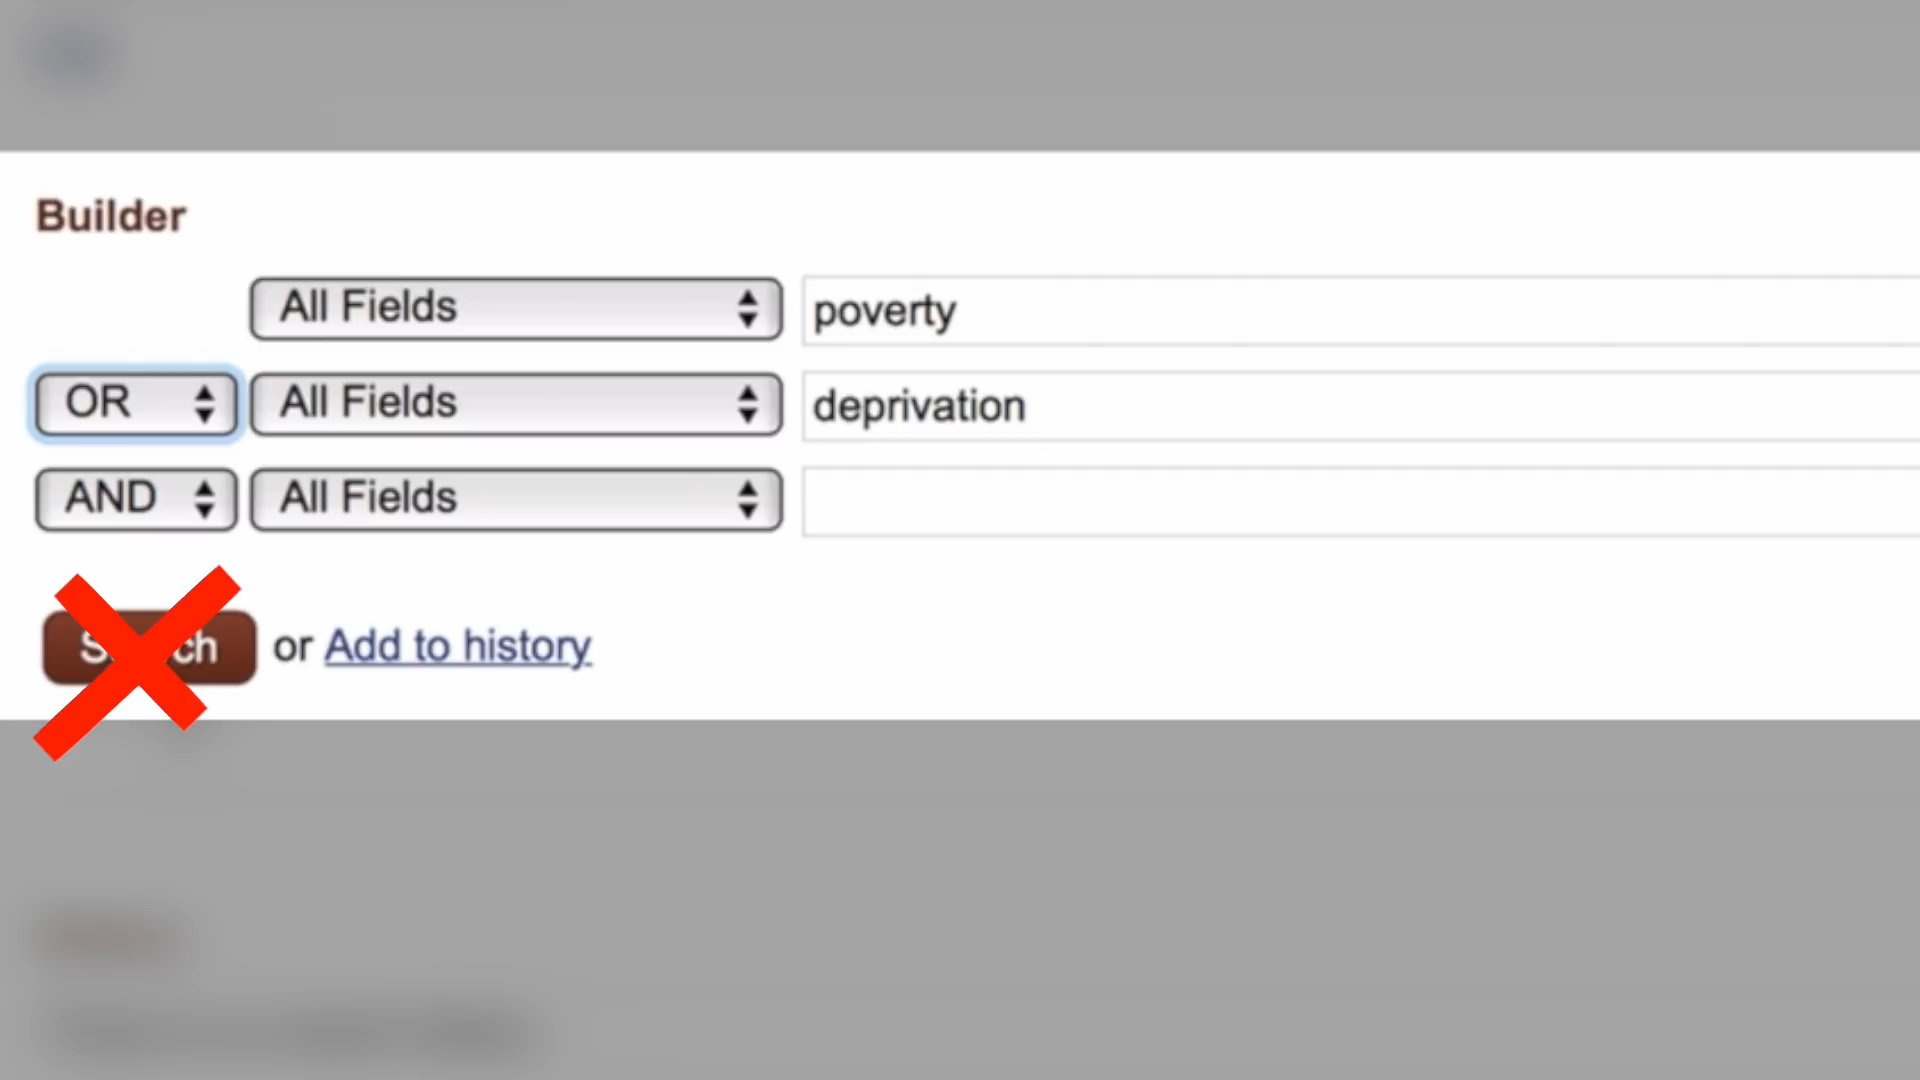 Builder
All Fields poverty
OR All Fields deprivation
AND All Fields
or Add to history